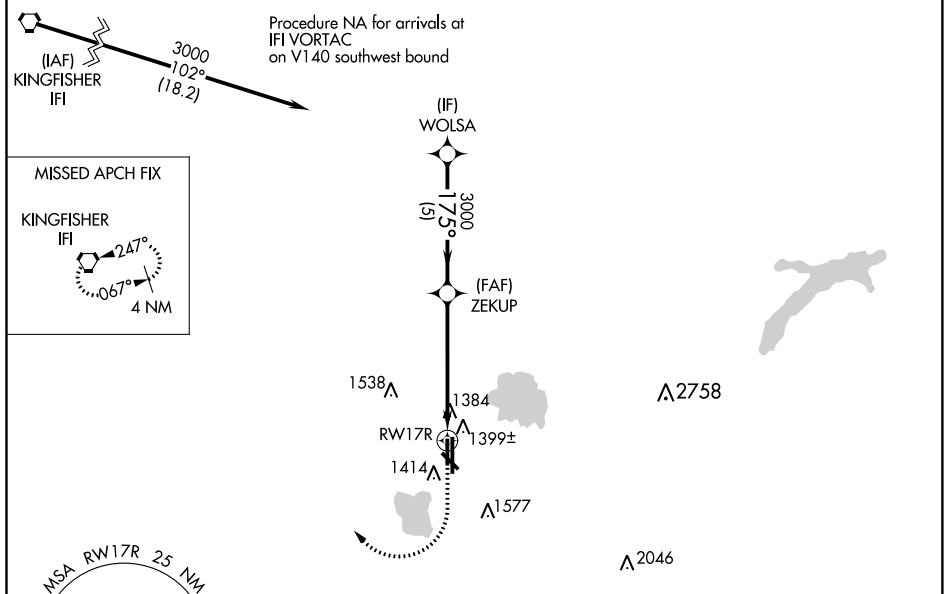 Procedure NA for arrivals at
IFI VORTAC
on V140 southwest bound
(IAF)
KINGFISHER
IFI
3000
102°
(18.2)
(IF)
WOLSA
3000
175°
(5)
MISSED APCH FIX
KINGFISHER
IFI
247°
067°
4 NM
(FAF)
ZEKUP
1538
1384
2758
RW17R
1399±
1414
1577
2046
MSA RW17R 25 NM